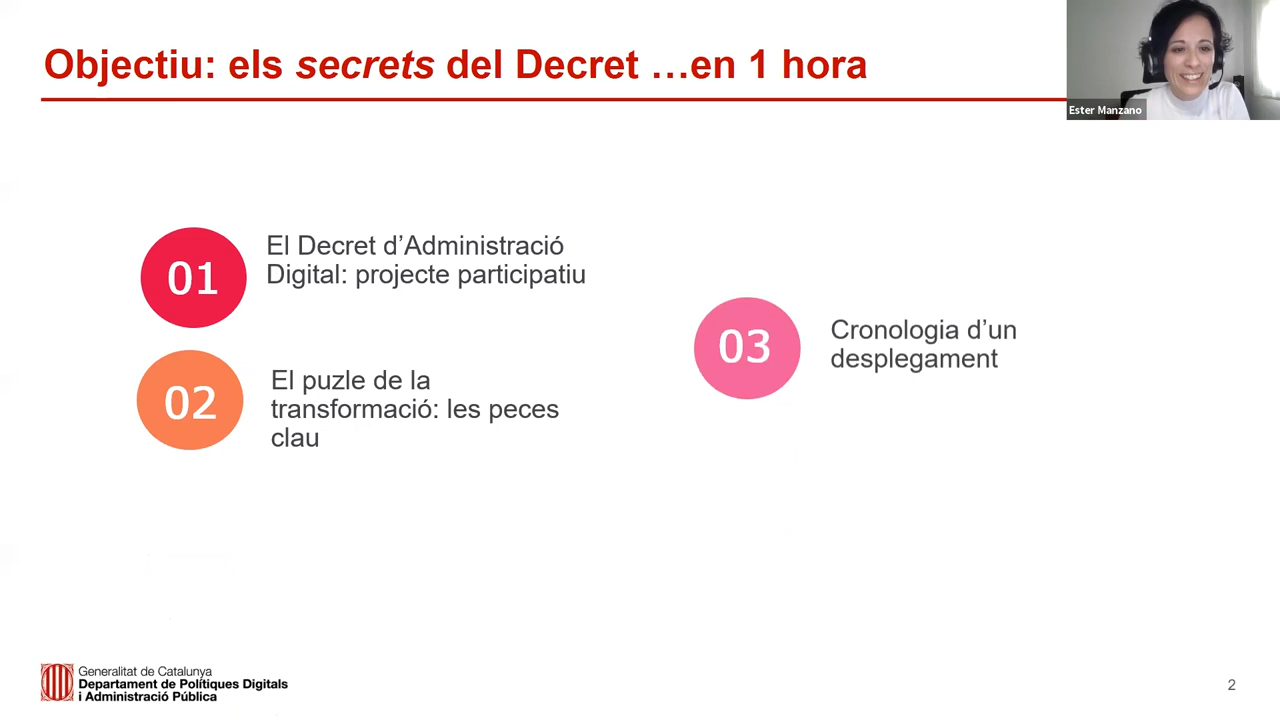 Objectiu: els secrets del Decret ...en 1 hora
Ester Manzano
01
El Decret d’Administració
Digital: projecte participatiu
02
El puzle de la
transformació: les peces
clau
03
Cronologia d’un
desplegament
Generalitat de Catalunya
Departament de Polítiques Digitals
i Administració Pública
2